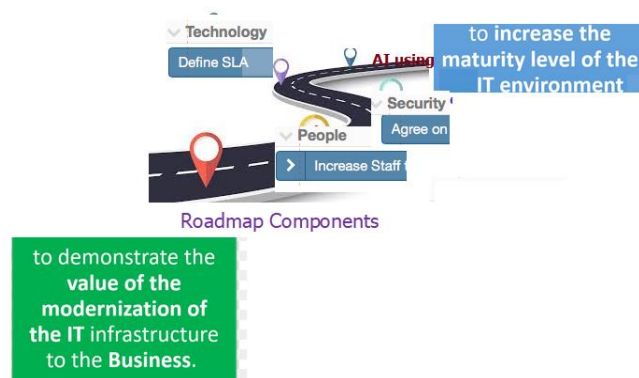 Technology
Define SLA
AI using
to increase the
maturity level of the
IT environment
Security
Agree on
People
Increase Staff
Roadmap Components
to demonstrate the
value of the
modernization of
the IT infrastructure
to the Business.